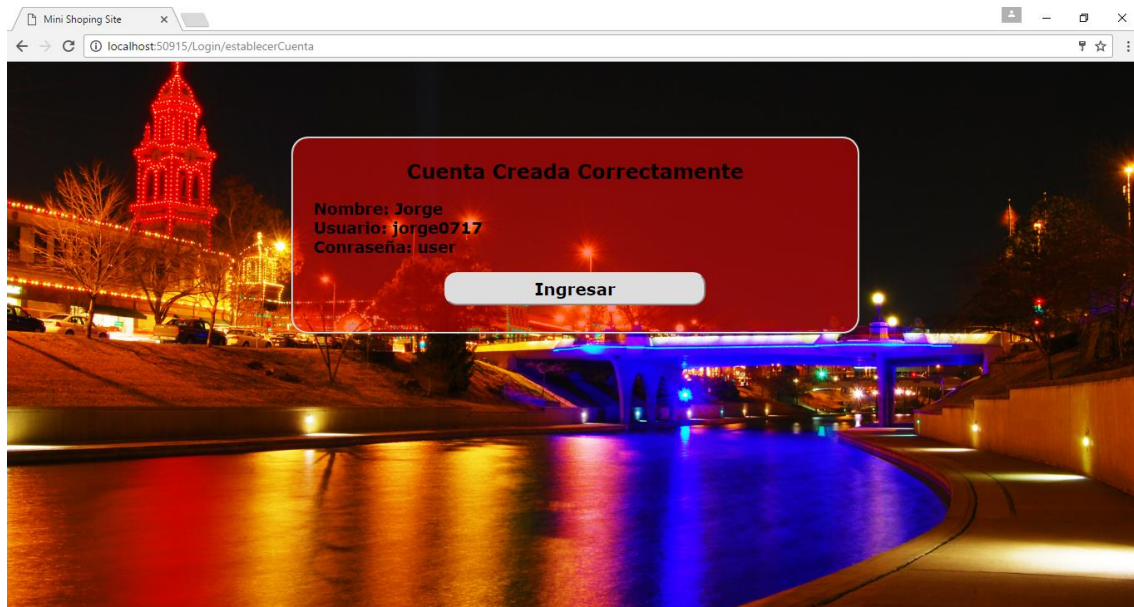 Mini Shoping Site
localhost:50915/Login/establecerCuenta
Cuenta Creada Correctamente
Nombre: Jorge
Usuario: jorge0717
Conraseña: user
Ingresar